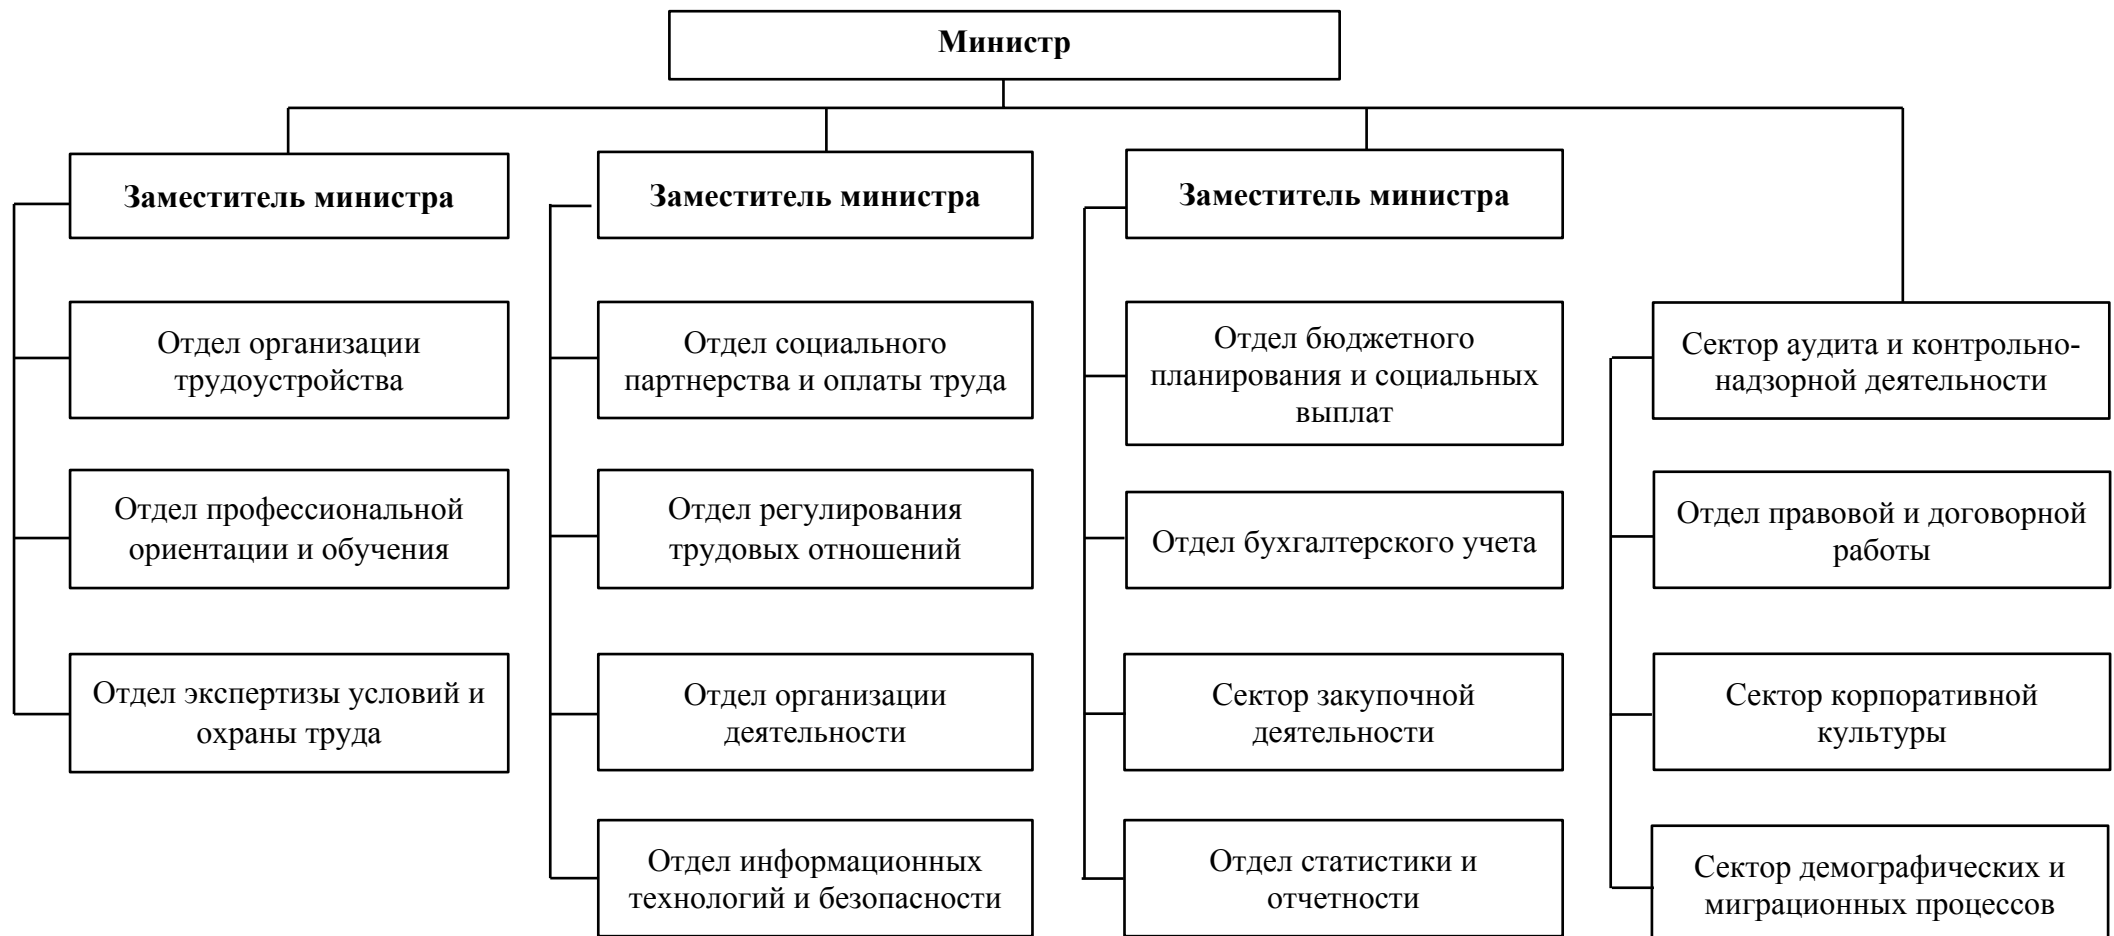 Министр
Заместитель министра
Заместитель министра
Заместитель министра
Отдел организации
трудоустройства
Отдел социального
партнерства и оплаты труда
Отдел бюджетного
планирования и социальных
выплат
Сектор аудита и контрольно-
надзорной деятельности
Отдел профессиональной
ориентации и обучения
Отдел регулирования
трудовых отношений
Отдел бухгалтерского учета
Отдел правовой и договорной
работы
Отдел экспертизы условий и
охраны труда
Отдел организации
деятельности
Сектор закупочной
деятельности
Сектор корпоративной
культуры
Отдел информационных
технологий и безопасности
Отдел статистики и
отчетности
Сектор демографических и
миграционных процессов